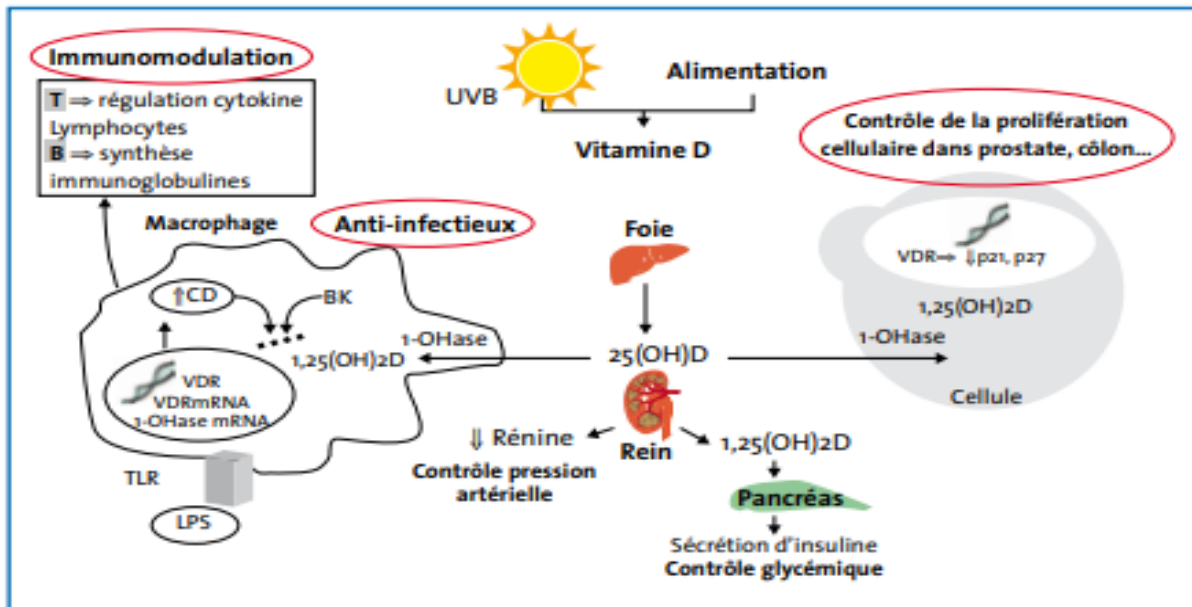 Immunomodulation
T ⇒ régulation cytokine
Lymphocytes
B ⇒ synthèse
immunoglobulines
UVB
Alimentation
Vitamine D
Contrôle de la prolifération
cellulaire dans prostate, côlon...
Macrophage
Anti-infectieux
Foie
VDR⇒ ⇓p21, p27
⇑CD
BK
1,25(OH)2D
1-OHase
1,25(OH)2D
1-OHase
25(OH)D
VDR
VDRmRNA
1-OHase mRNA
Cellule
⇓ Rénine
Rein
1,25(OH)2D
Contrôle pression
artérielle
TLR
Pancréas
LPS
Sécrétion d'insuline
Contrôle glycémique